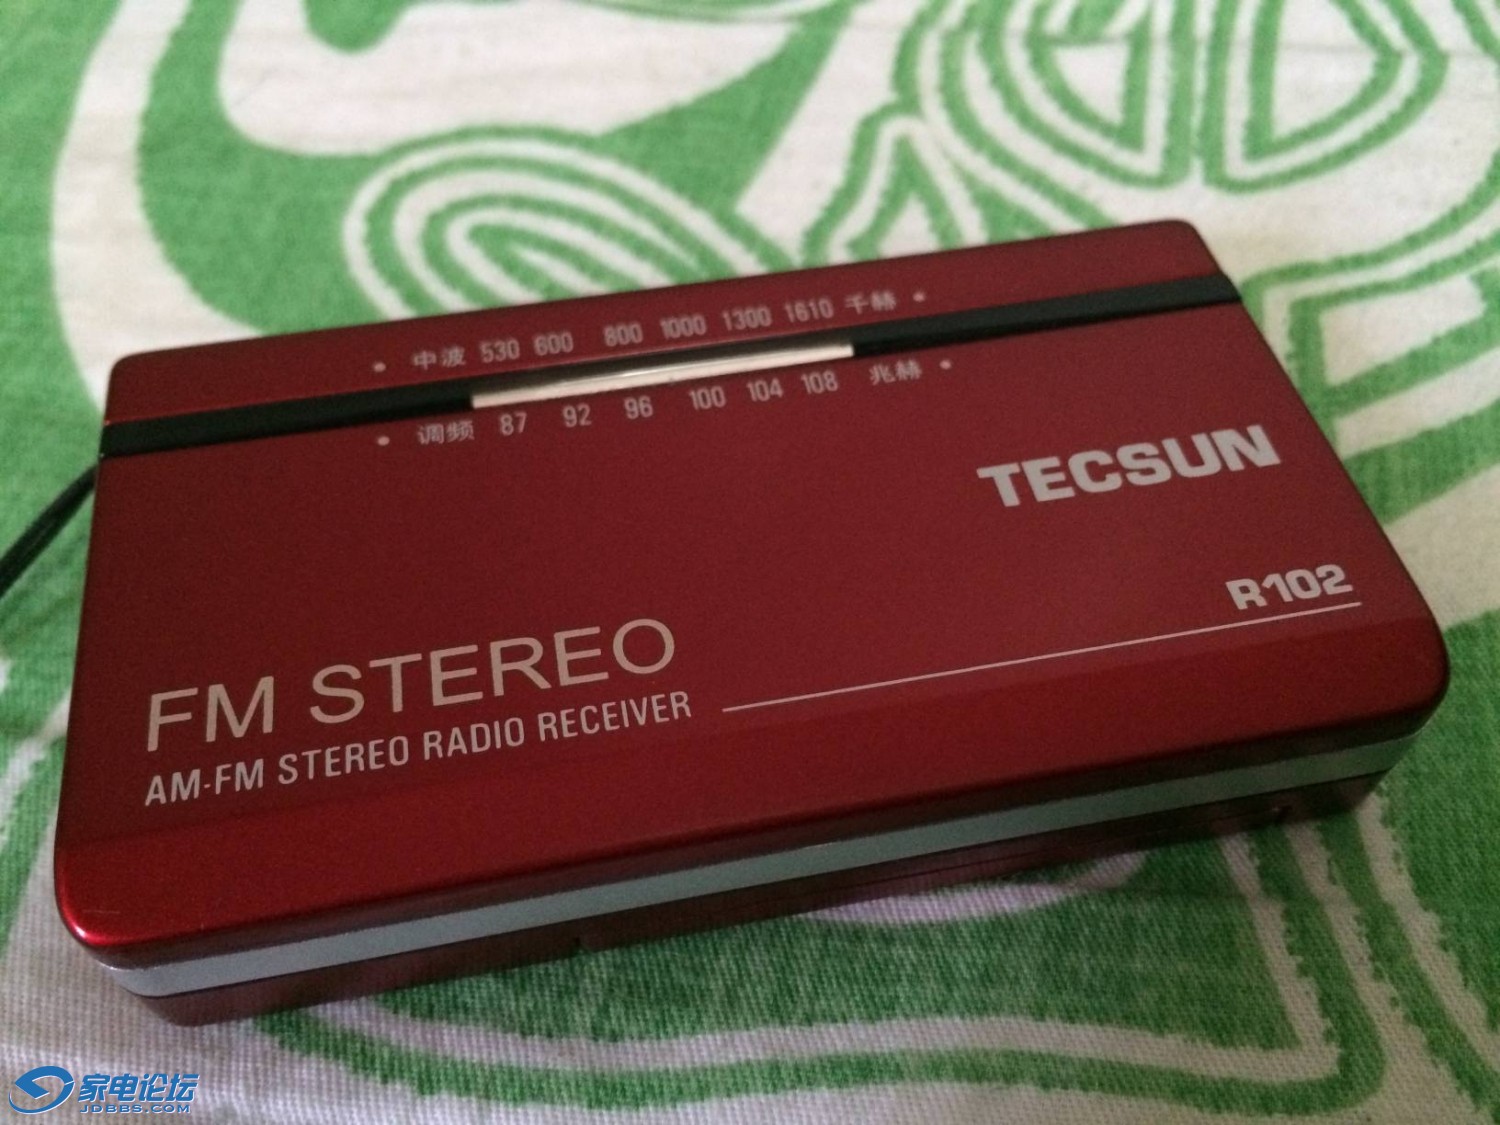 中波 530 600 800 1000 1300 1610 千赫
调频 87 92 96 100 104 108 兆赫
TECSUN
R102
FM STEREO
AM-FM STEREO RADIO RECEIVER
家电论坛
JDBBS.COM